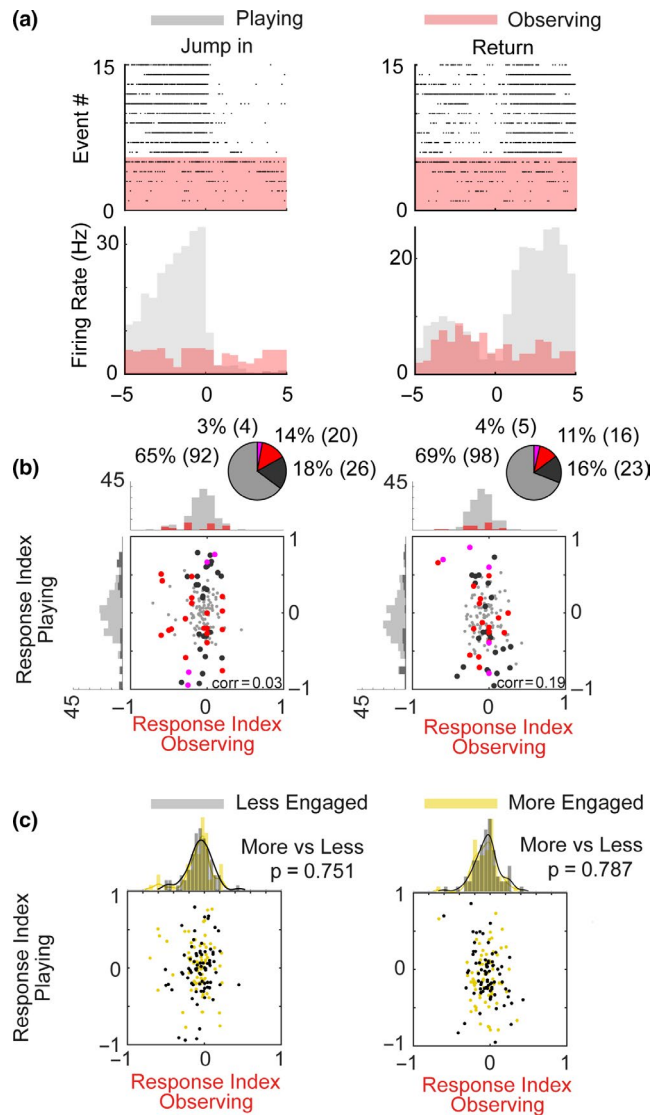 (a)
Playing
Observing
Jump in
Return
15
Event #
0
15
0
30
Firing Rate (Hz)
0
20
0
−5 0 5
−5 0 5
(b)
3% (4)
14% (20)
65% (92)
18% (26)
4% (5)
11% (16)
69% (98)
16% (23)
45
45
Response Index
Playing
1
0
−1
corr=0.03
1
0
−1
corr=0.19
45
−1 0 1
45
−1 0 1
Response Index
Observing
Response Index
Observing
(c)
Less Engaged
More Engaged
More vs Less
p = 0.751
More vs Less
p = 0.787
Response Index
Playing
1
0
−1
1
0
−1
−1 0 1
−1 0 1
Response Index
Observing
Response Index
Observing